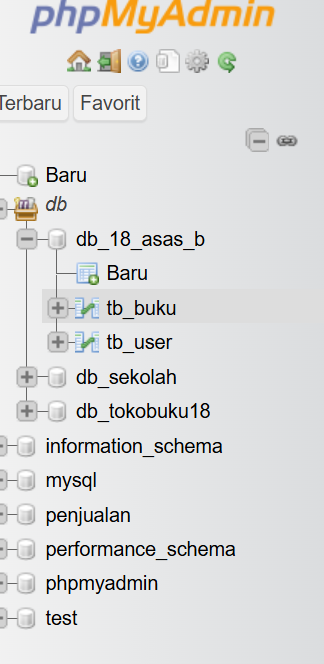 phpMyAdmin
Terbaru Favorit
Baru
db
db_18_asas_b
Baru
tb_buku
tb_user
db_sekolah
db_tokobuku18
information_schema
mysql
penjualan
performance_schema
phpmyadmin
test